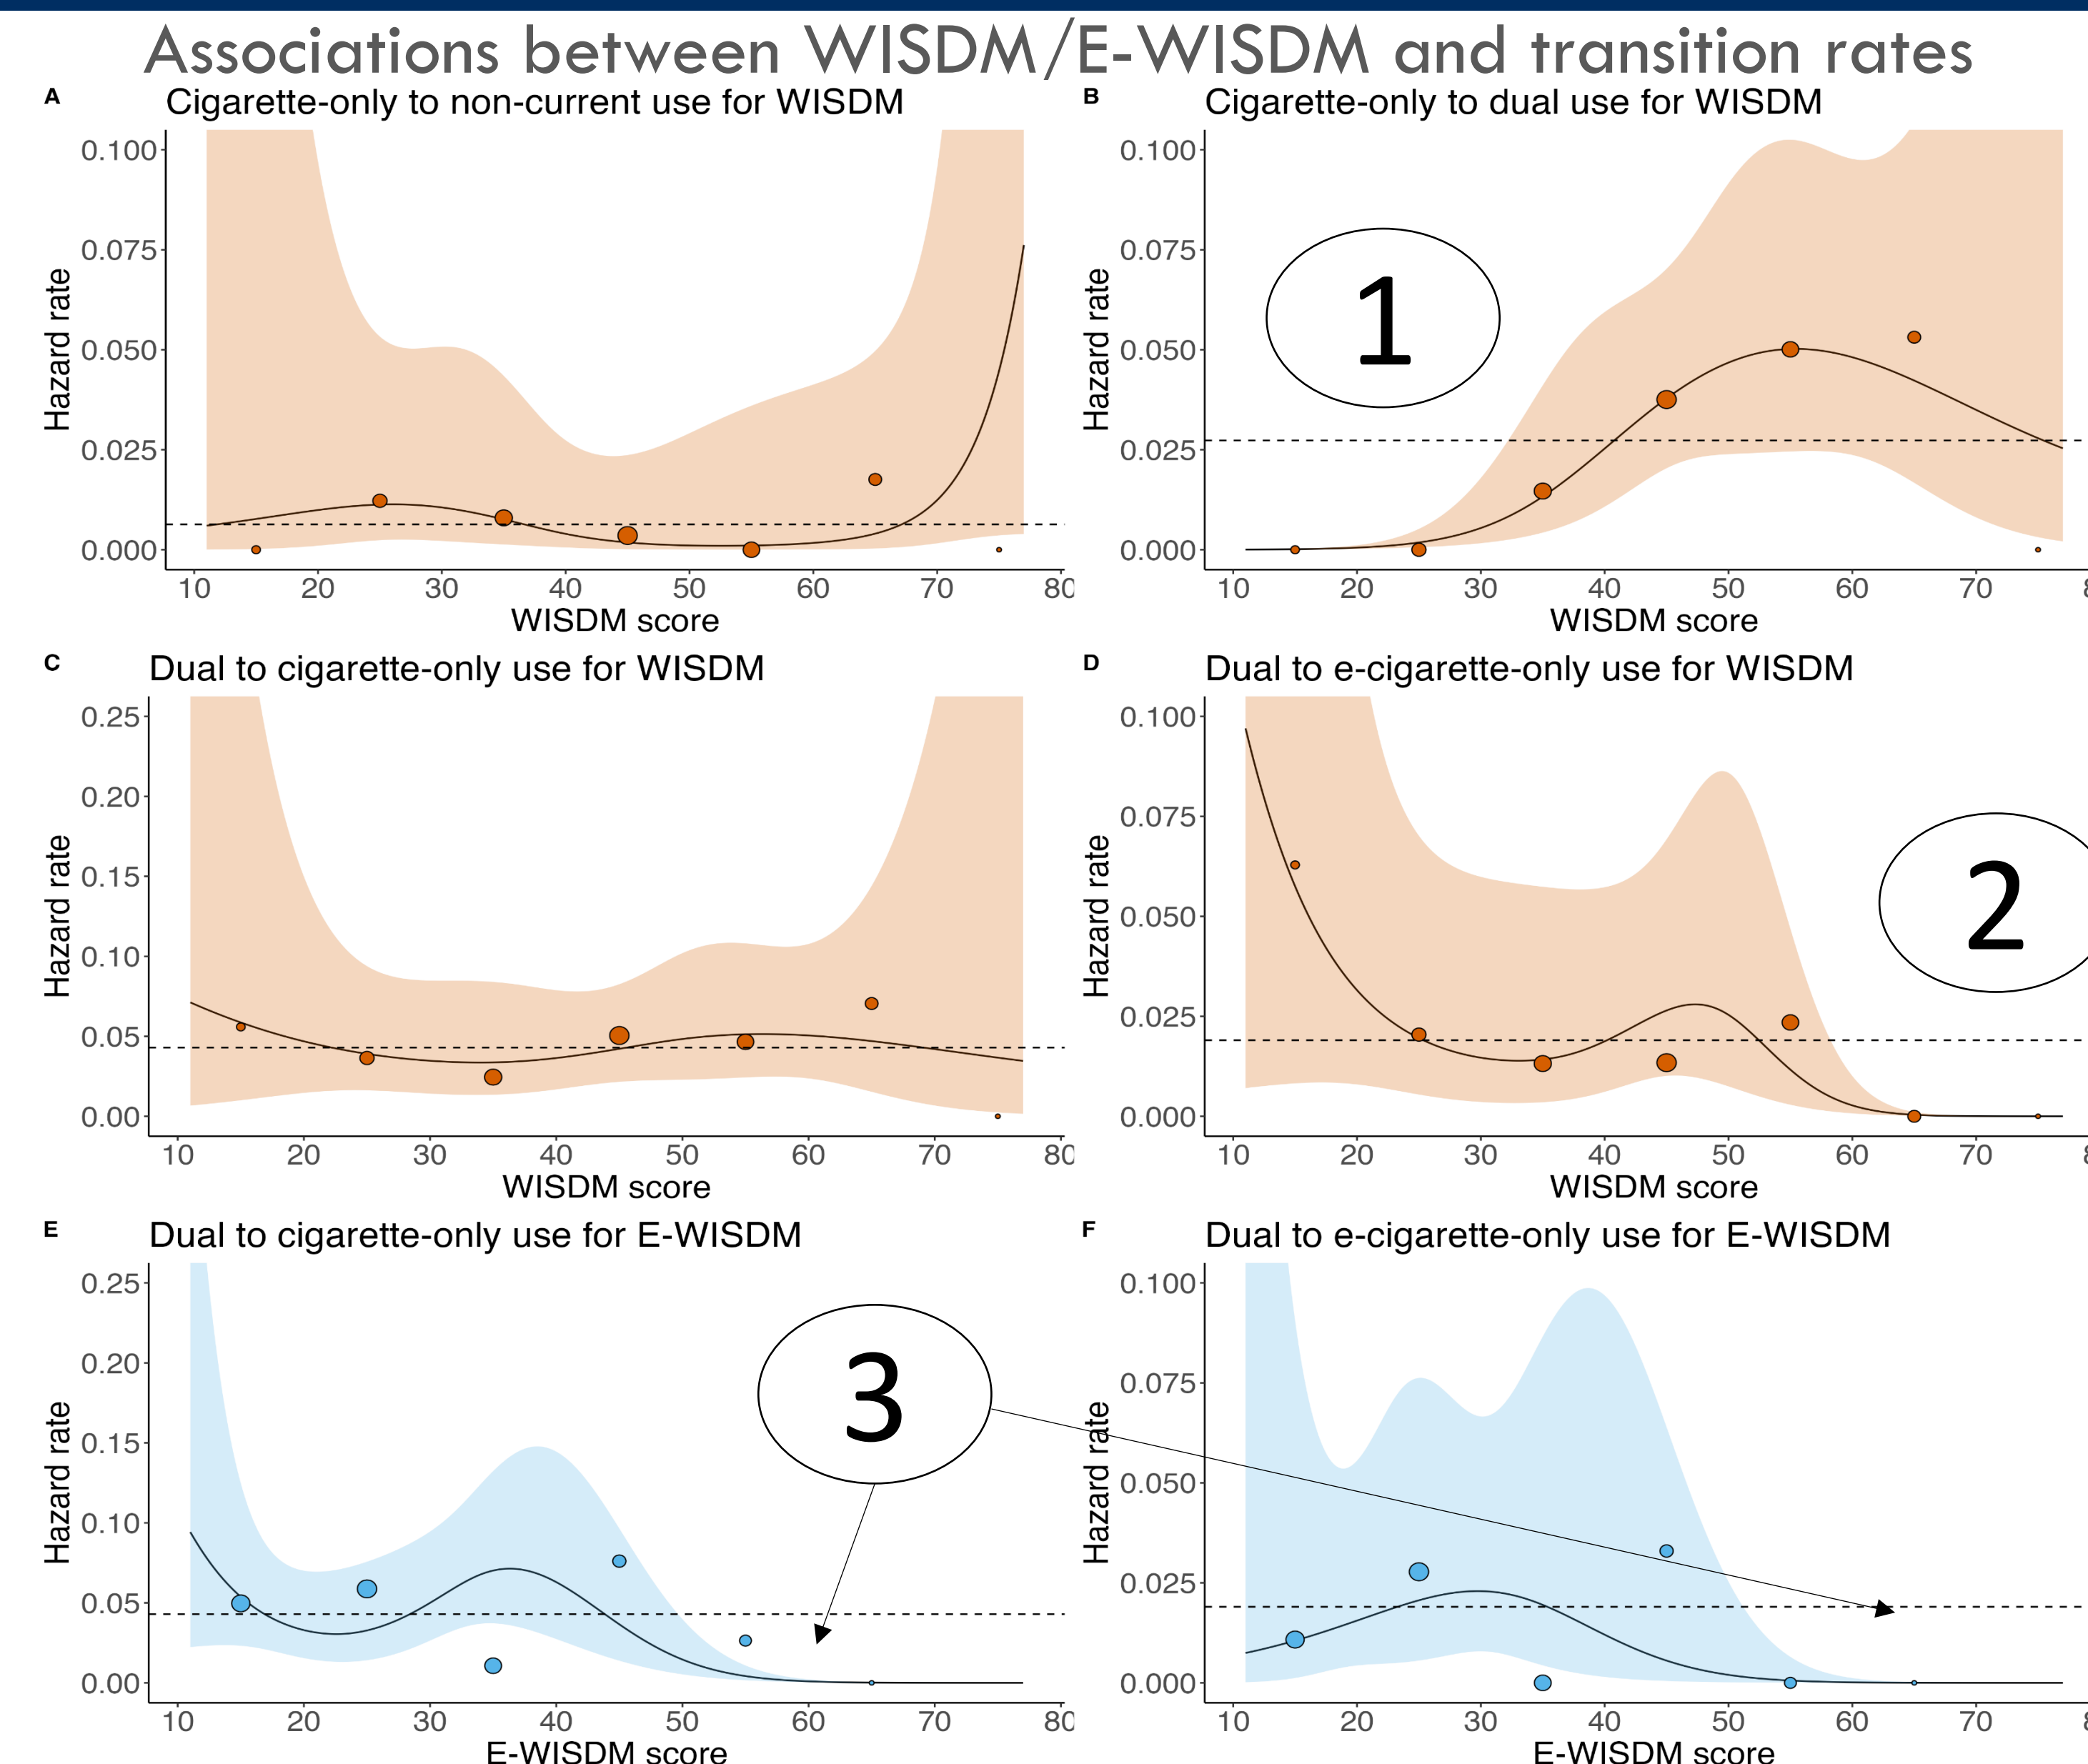 Associations between WISDM/E-WISDM and transition rates
A
Cigarette-only to non-current use for WISDM
Hazard rate
0.100
0.075
0.050
0.025
0.000
10 20 30 40 50 60 70 80
WISDM score
B
Cigarette-only to dual use for WISDM
Hazard rate
0.100
0.075
0.050
0.025
0.000
1
10 20 30 40 50 60 70
WISDM score
C
Dual to cigarette-only use for WISDM
Hazard rate
0.25
0.20
0.15
0.10
0.05
0.00
10 20 30 40 50 60 70 80
WISDM score
D
Dual to e-cigarette-only use for WISDM
Hazard rate
0.100
0.075
0.050
0.025
0.000
2
10 20 30 40 50 60 70
WISDM score
E
Dual to cigarette-only use for E-WISDM
Hazard rate
0.25
0.20
0.15
0.10
0.05
0.00
3
10 20 30 40 50 60 70 80
E-WISDM score
F
Dual to e-cigarette-only use for E-WISDM
Hazard rate
0.100
0.075
0.050
0.025
0.000
10 20 30 40 50 60 70
E-WISDM score